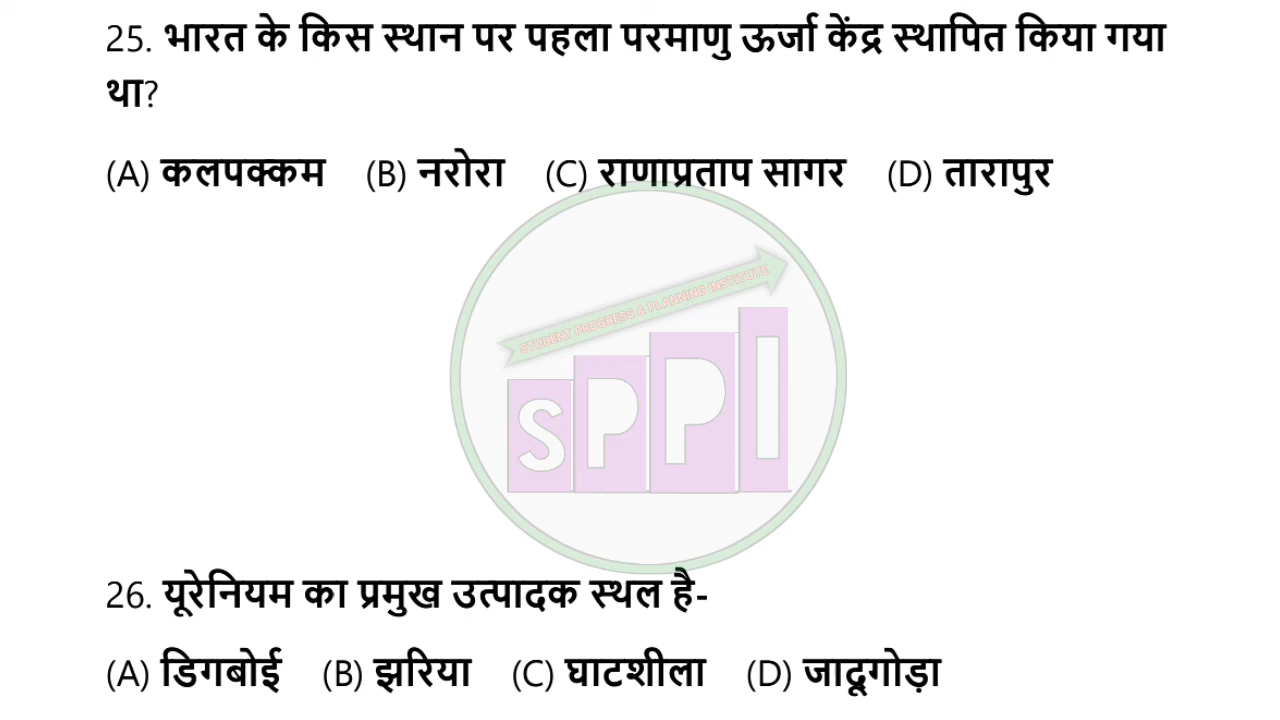 25. भारत के किस स्थान पर पहला परमाणु ऊर्जा केंद्र स्थापित किया गया
था?
(A) कलपक्कम (B) नरोरा (C) राणाप्रताप सागर (D) तारापुर
STUDENT PROGRESS & PLANNING INSTITUTE
SPPI
26. यूरेनियम का प्रमुख उत्पादक स्थल है-
(A) डिगबोई (B) झरिया (C) घाटशीला (D) जादूगोड़ा